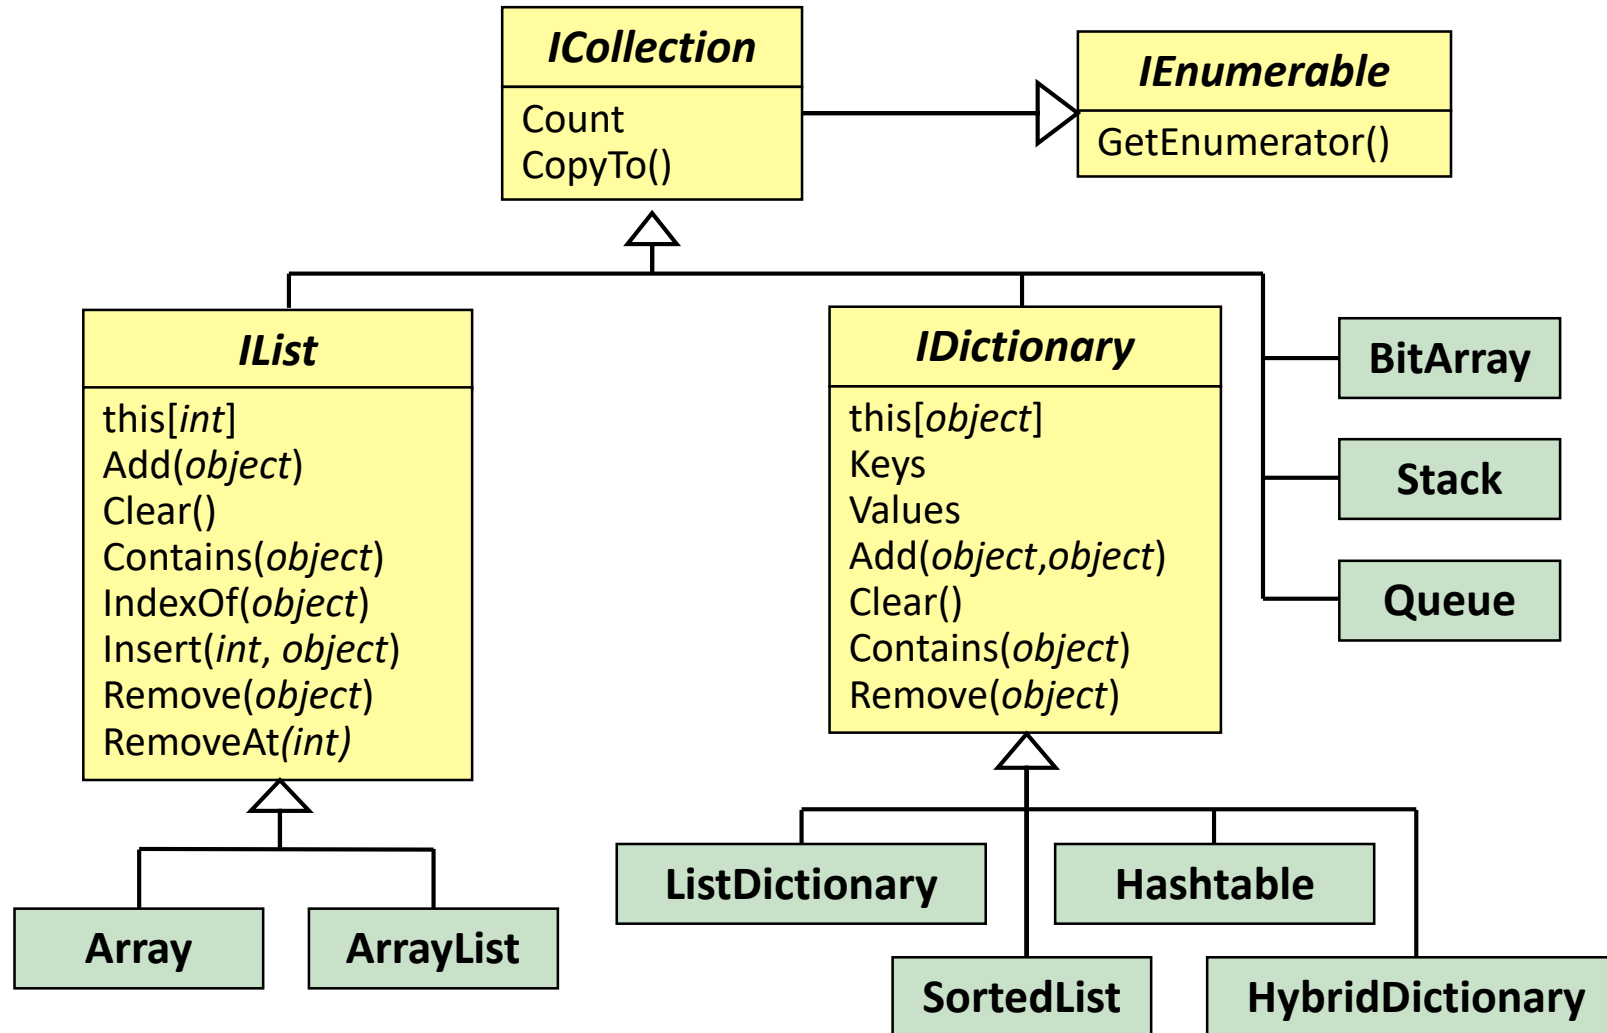 ICollection
Count
CopyTo()
IEnumerable
GetEnumerator()
IList
this[int]
Add(object)
Clear()
Contains(object)
IndexOf(object)
Insert(int, object)
Remove(object)
RemoveAt(int)
IDictionary
this[object]
Keys
Values
Add(object,object)
Clear()
Contains(object)
Remove(object)
BitArray
Stack
Queue
Array
ArrayList
ListDictionary
Hashtable
SortedList
HybridDictionary